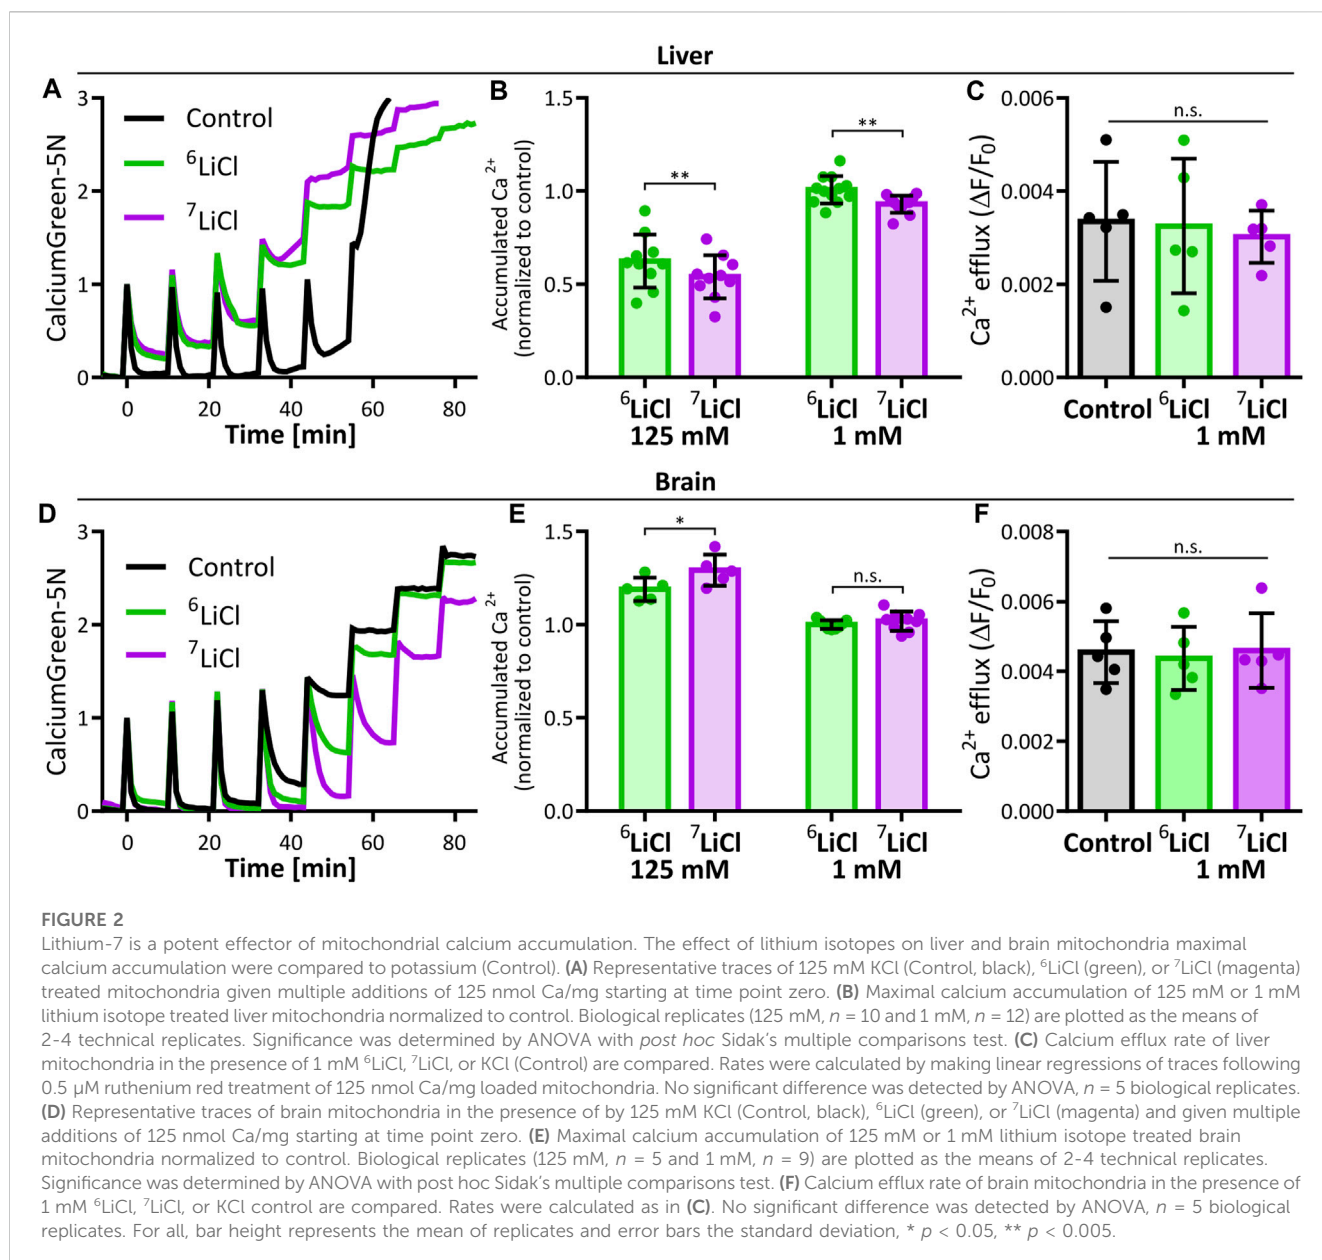 Liver
A
3
2
1
0
CalciumGreen-5N
Control
⁶LiCl
⁷LiCl
0 20 40 60 80
Time [min]
B
1.5
1.0
0.5
0.0
Accumulated Ca²⁺
(normalized to control)
**
**
⁶LiCl ⁷LiCl ⁶LiCl ⁷LiCl
125 mM 1 mM
C
0.006
0.004
0.002
0.000
Ca²⁺ efflux (ΔF/F₀)
n.s.
Control ⁶LiCl ⁷LiCl
1 mM
Brain
D
3
2
1
0
CalciumGreen-5N
Control
⁶LiCl
⁷LiCl
0 20 40 60 80
Time [min]
E
1.5
1.0
0.5
0.0
Accumulated Ca²⁺
(normalized to control)
*
n.s.
⁶LiCl ⁷LiCl ⁶LiCl ⁷LiCl
125 mM 1 mM
F
0.008
0.006
0.004
0.002
0.000
Ca²⁺ efflux (ΔF/F₀)
n.s.
Control ⁶LiCl ⁷LiCl
1 mM
FIGURE 2
Lithium-7 is a potent effector of mitochondrial calcium accumulation. The effect of lithium isotopes on liver and brain mitochondria maximal
calcium accumulation were compared to potassium (Control). (A) Representative traces of 125 mM KCl (Control, black), ⁶LiCl (green), or ⁷LiCl (magenta)
treated mitochondria given multiple additions of 125 nmol Ca/mg starting at time point zero. (B) Maximal calcium accumulation of 125 mM or 1 mM
lithium isotope treated liver mitochondria normalized to control. Biological replicates (125 mM, n = 10 and 1 mM, n = 12) are plotted as the means of
2-4 technical replicates. Significance was determined by ANOVA with post hoc Sidak's multiple comparisons test. (C) Calcium efflux rate of liver
mitochondria in the presence of 1 mM ⁶LiCl, ⁷LiCl, or KCl (Control) are compared. Rates were calculated by making linear regressions of traces following
0.5 µM ruthenium red treatment of 125 nmol Ca/mg loaded mitochondria. No significant difference was detected by ANOVA, n = 5 biological replicates.
(D) Representative traces of brain mitochondria in the presence of by 125 mM KCl (Control, black), ⁶LiCl (green), or ⁷LiCl (magenta) and given multiple
additions of 125 nmol Ca/mg starting at time point zero. (E) Maximal calcium accumulation of 125 mM or 1 mM lithium isotope treated brain
mitochondria normalized to control. Biological replicates (125 mM, n = 5 and 1 mM, n = 9) are plotted as the means of 2-4 technical replicates.
Significance was determined by ANOVA with post hoc Sidak's multiple comparisons test. (F) Calcium efflux rate of brain mitochondria in the presence of
1 mM ⁶LiCl, ⁷LiCl, or KCl control are compared. Rates were calculated as in (C). No significant difference was detected by ANOVA, n = 5 biological
replicates. For all, bar height represents the mean of replicates and error bars the standard deviation, * p < 0.05, ** p < 0.005.